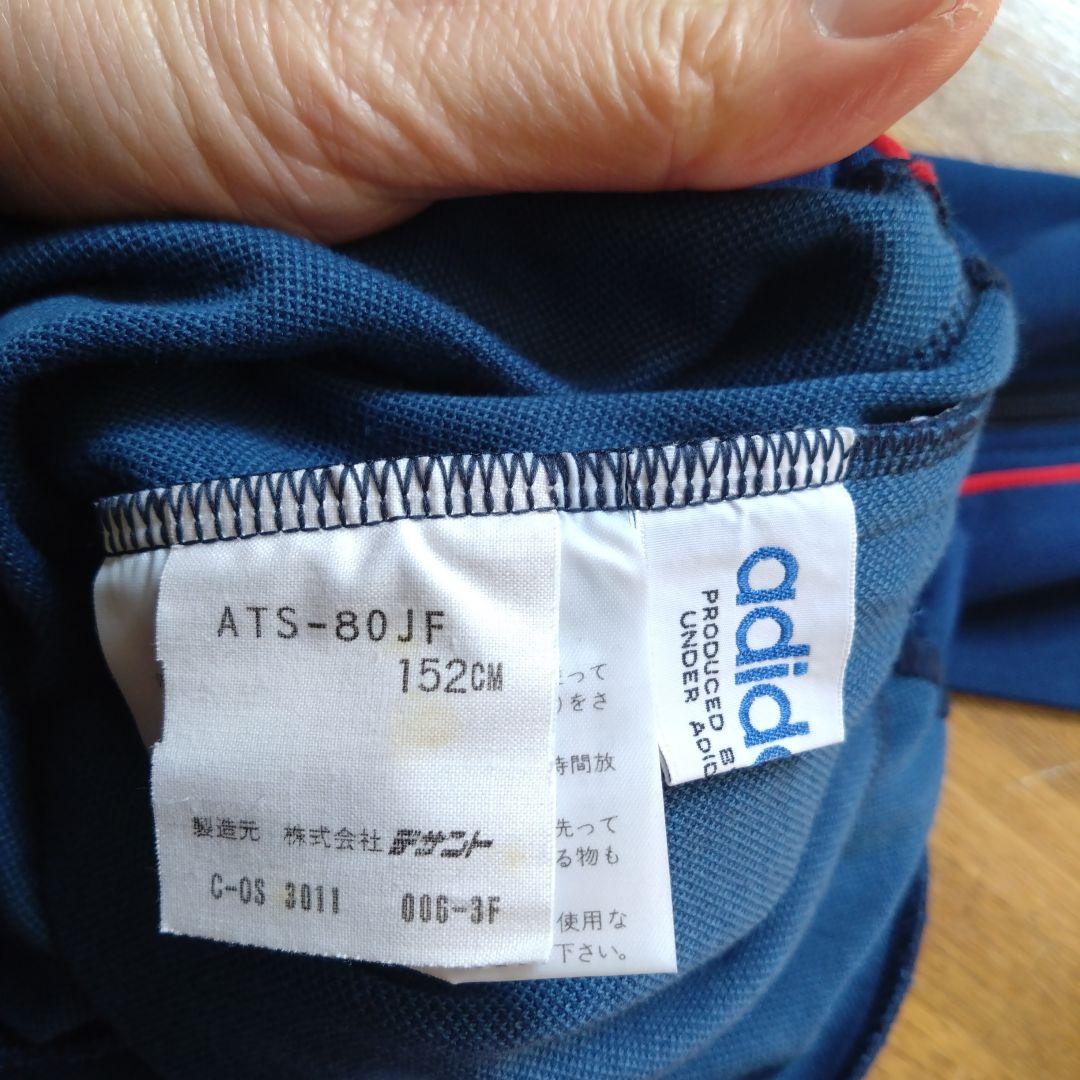 ATS-80JF
152CM
製造元 株式会社 デサント
C-OS 3011 006-3F
って
)をさ
時間放
先って
る物も
使用な
下さい。
adida
PRODUCED B
UNDER ADID